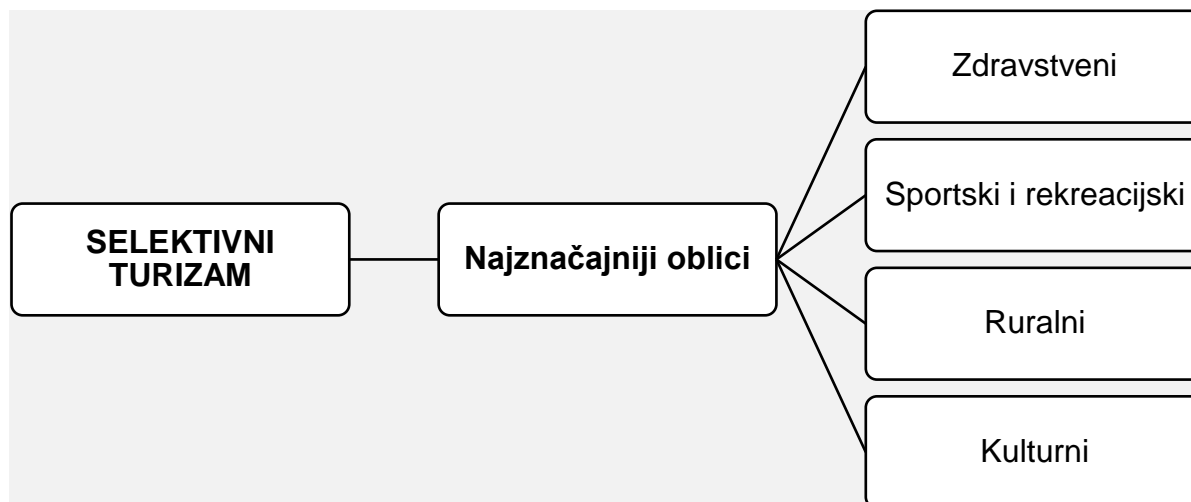 SELEKTIVNI
TURIZAM
Najznačajniji oblici
Zdravstveni
Sportski i rekreacijski
Ruralni
Kulturni